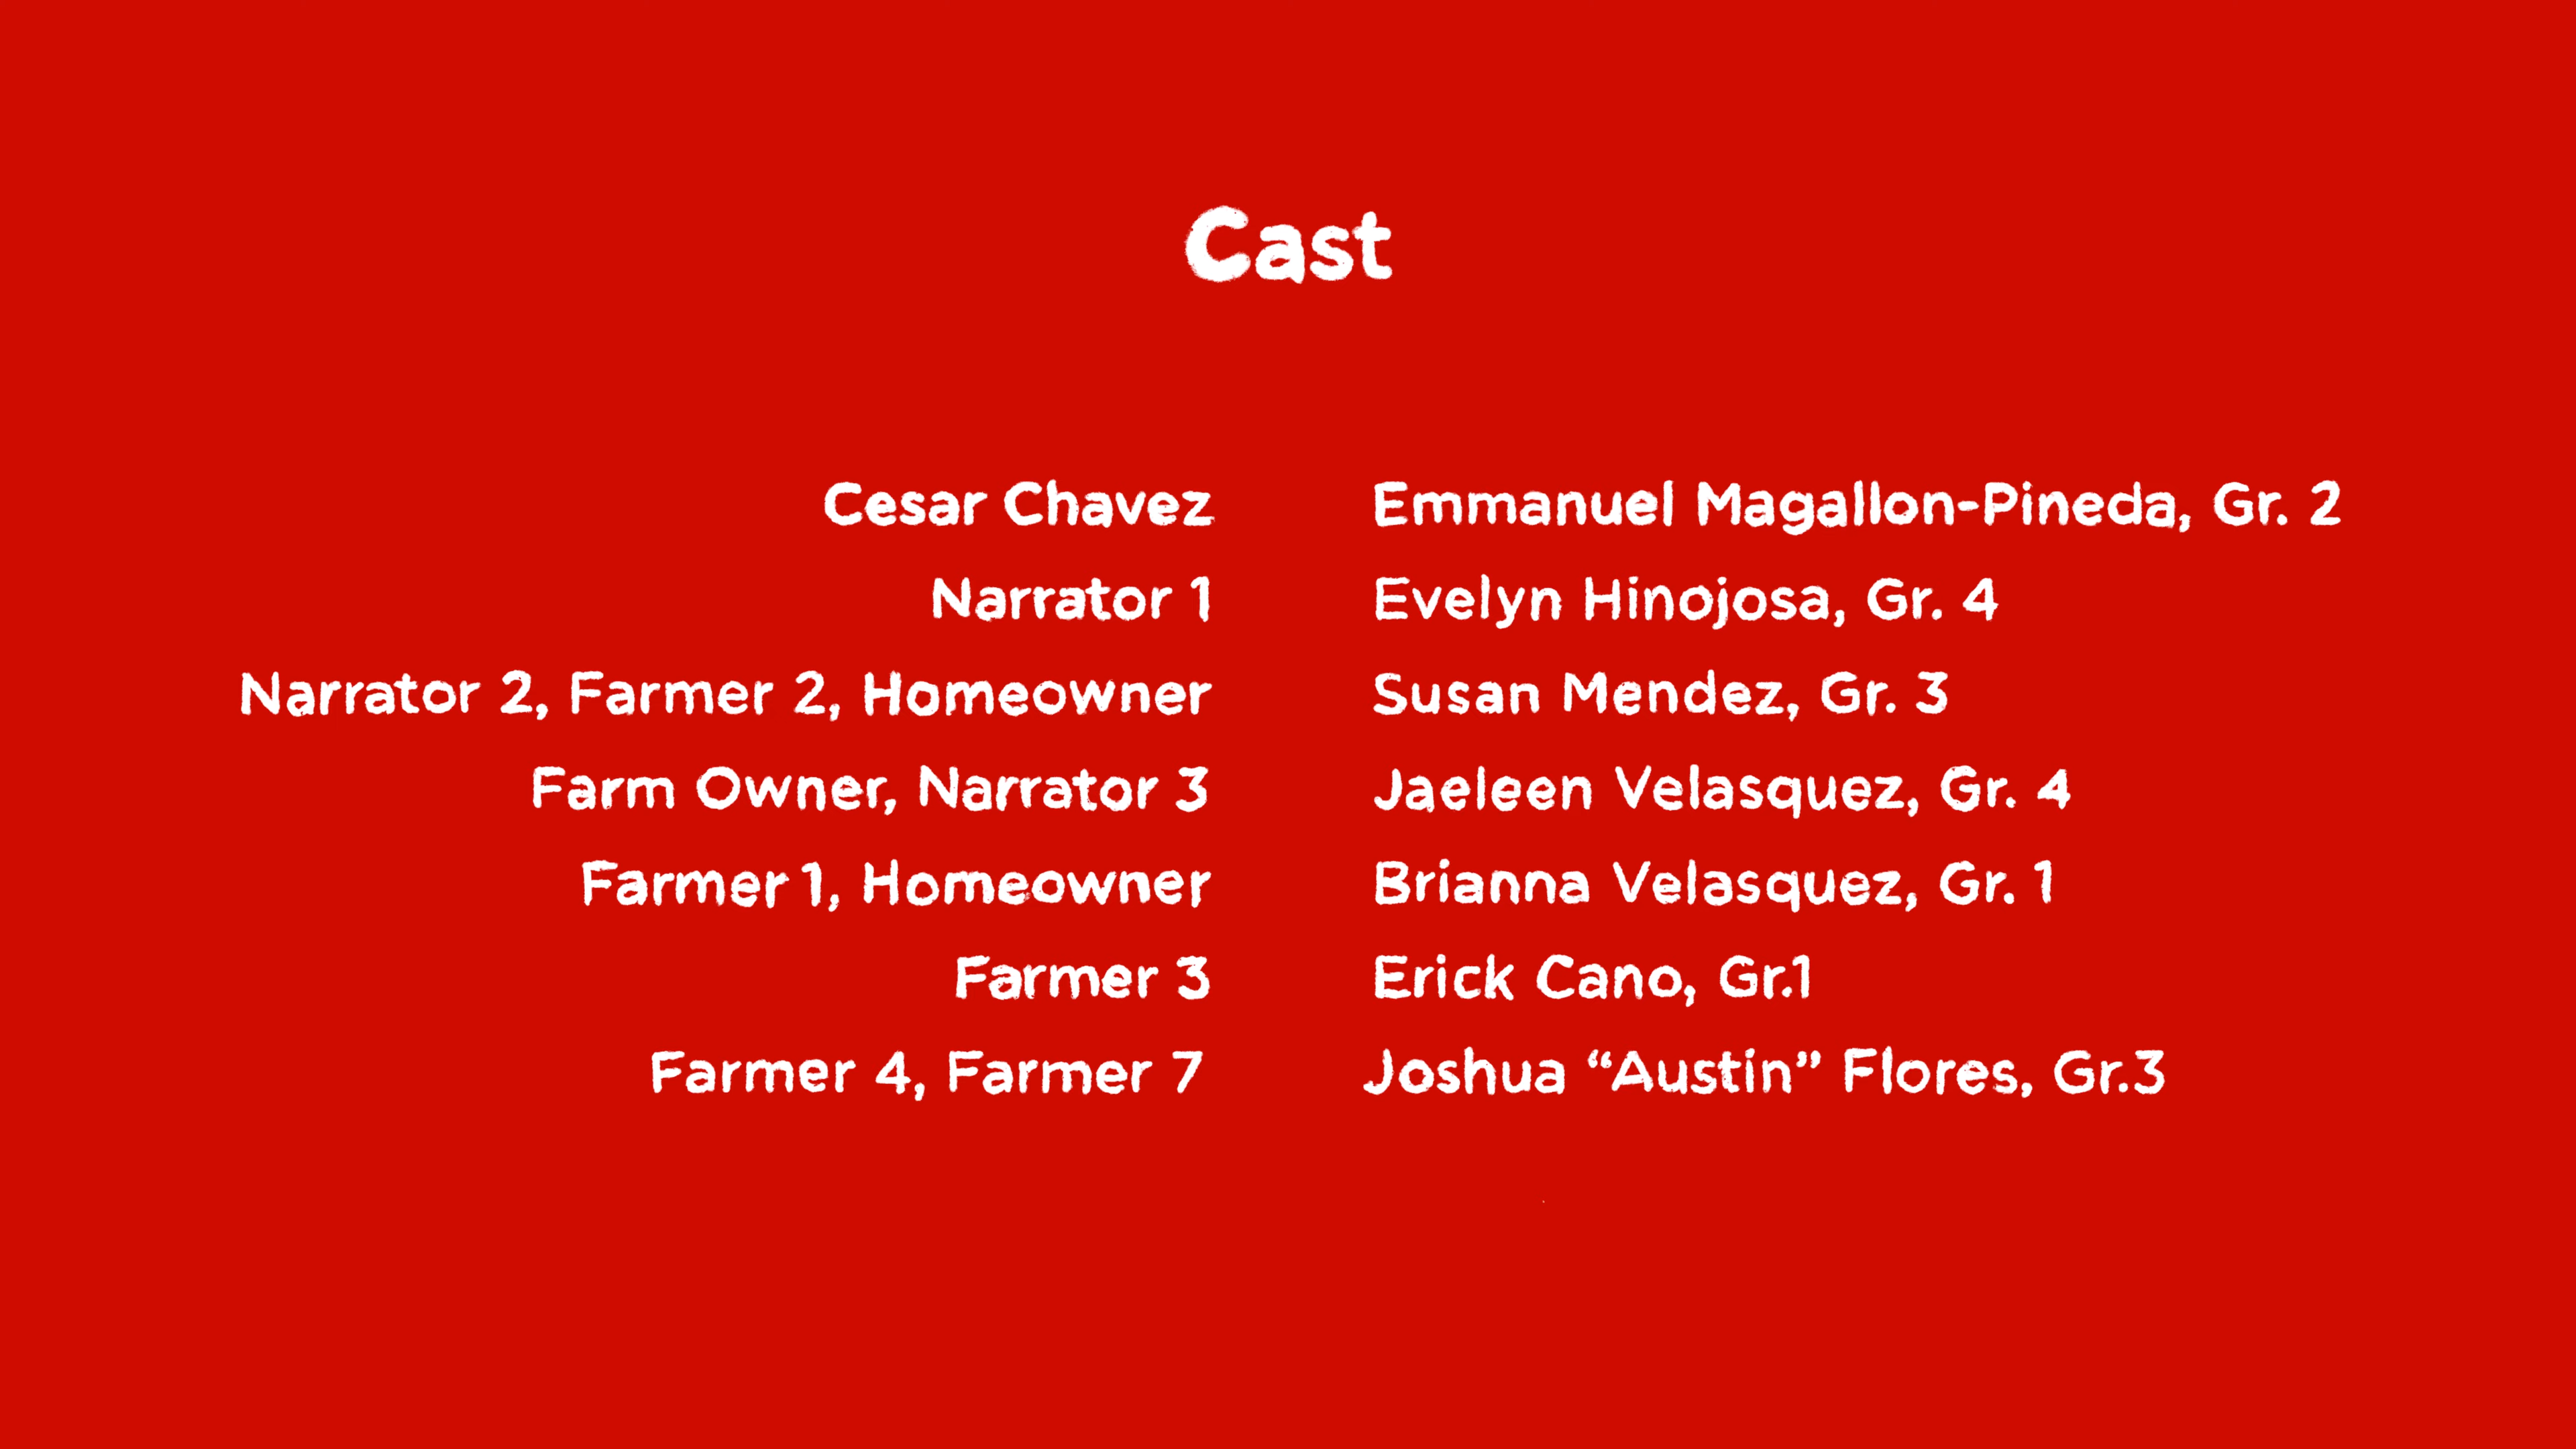 Cast
Cesar Chavez Emmanuel Magallon-Pineda, Gr. 2
Narrator 1 Evelyn Hinojosa, Gr. 4
Narrator 2, Farmer 2, Homeowner Susan Mendez, Gr. 3
Farm Owner, Narrator 3 Jaeleen Velasquez, Gr. 4
Farmer 1, Homeowner Brianna Velasquez, Gr. 1
Farmer 3 Erick Cano, Gr.1
Farmer 4, Farmer 7 Joshua “Austin” Flores, Gr.3